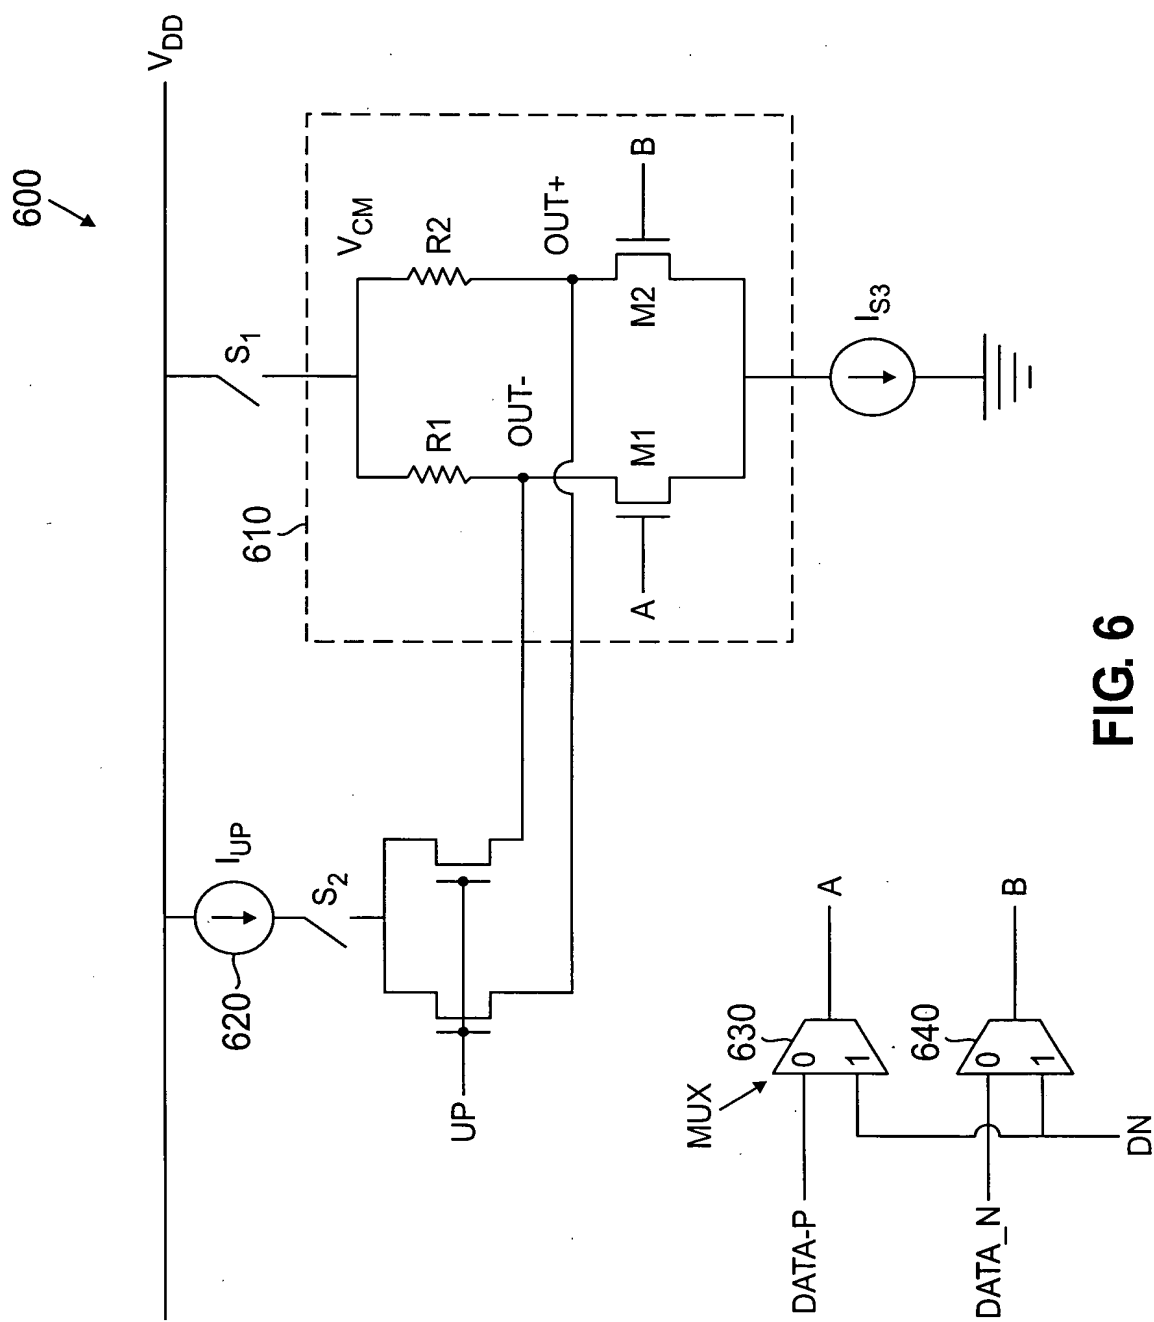 600
V_DD
I_UP
620
S_2
UP
S_1
610
V_CM
R1
R2
OUT-
OUT+
A
M1
M2
B
I_S3
MUX
630
DATA-P
0
1
A
640
DATA_N
0
1
B
DN
FIG. 6